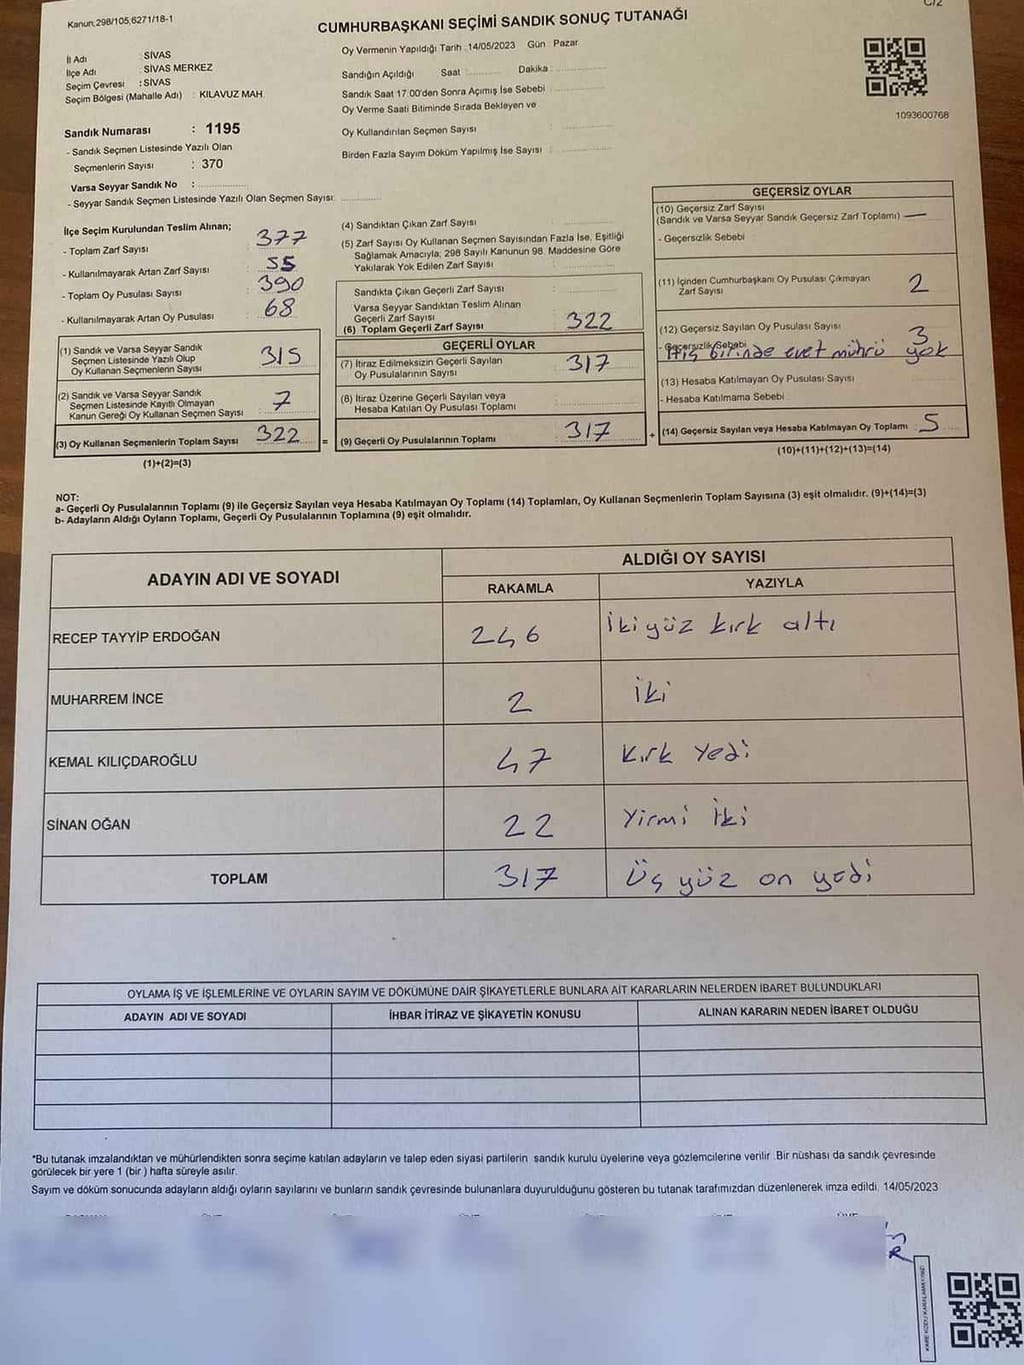 C/2
Kanun,298/105,6271/18-1
CUMHURBAŞKANI SEÇİMİ SANDIK SONUÇ TUTANAĞI
İl Adı : SİVAS
İlçe Adı : SİVAS MERKEZ
Seçim Çevresi : SİVAS
Seçim Bölgesi (Mahalle Adı) : KILAVUZ MAH.
Sandık Numarası : 1195
- Sandık Seçmen Listesinde Yazılı Olan
Seçmenlerin Sayısı : 370
Varsa Seyyar Sandık No :
- Seyyar Sandık Seçmen Listesinde Yazılı Olan Seçmen Sayısı:
Oy Vermenin Yapıldığı Tarih :14/05/2023 Gün : Pazar
Sandığın Açıldığı Saat : Dakika :
Sandık Saat 17:00'den Sonra Açımış İse Sebebi
Oy Verme Saati Bitiminde Sırada Bekleyen ve
Oy Kullandırılan Seçmen Sayısı :
Birden Fazla Sayım Döküm Yapılmış İse Sayısı :
1093600768
İlçe Seçim Kurulundan Teslim Alınan;
- Toplam Zarf Sayısı : 377
- Kullanılmayarak Artan Zarf Sayısı : 55
- Toplam Oy Pusulası Sayısı : 390
- Kullanılmayarak Artan Oy Pusulası : 68
(1) Sandık ve Varsa Seyyar Sandık
Seçmen Listesinde Yazılı Olup
Oy Kullanan Seçmenlerin Sayısı : 315
(2) Sandık ve Varsa Seyyar Sandık
Seçmen Listesinde Kayıtlı Olmayan
Kanun Gereği Oy Kullanan Seçmen Sayısı : 7
(3) Oy Kullanan Seçmenlerin Toplam Sayısı : 322 =
(1)+(2)=(3)
(4) Sandıktan Çıkan Zarf Sayısı :
(5) Zarf Sayısı Oy Kullanan Seçmen Sayısından Fazla İse, Eşitliği
Sağlamak Amacıyla; 298 Sayılı Kanunun 98. Maddesine Göre
Yakılarak Yok Edilen Zarf Sayısı :
Sandıkta Çıkan Geçerli Zarf Sayısı :
Varsa Seyyar Sandıktan Teslim Alınan
Geçerli Zarf Sayısı :
(6) Toplam Geçerli Zarf Sayısı : 322
GEÇERLİ OYLAR
(7) İtiraz Edilmeksizin Geçerli Sayılan
Oy Pusulalarının Sayısı : 317
(8) İtiraz Üzerine Geçerli Sayılan veya
Hesaba Katılan Oy Pusulası Toplamı :
(9) Geçerli Oy Pusulalarının Toplamı : 317 +
GEÇERSİZ OYLAR
(10) Geçersiz Zarf Sayısı
(Sandık ve Varsa Seyyar Sandık Geçersiz Zarf Toplamı) : —
- Geçersizlik Sebebi :
(11) İçinden Cumhurbaşkanı Oy Pusulası Çıkmayan
Zarf Sayısı : 2
(12) Geçersiz Sayılan Oy Pusulası Sayısı : 3
- Geçersizlik Sebebi Hiç birinde evet mührü yok
(13) Hesaba Katılmayan Oy Pusulası Sayısı :
- Hesaba Katılmama Sebebi :
(14) Geçersiz Sayılan veya Hesaba Katılmayan Oy Toplamı : 5
(10)+(11)+(12)+(13)=(14)
NOT:
a- Geçerli Oy Pusulalarının Toplamı (9) ile Geçersiz Sayılan veya Hesaba Katılmayan Oy Toplamı (14) Toplamları, Oy Kullanan Seçmenlerin Toplam Sayısına (3) eşit olmalıdır. (9)+(14)=(3)
b- Adayların Aldığı Oyların Toplamı, Geçerli Oy Pusulalarının Toplamına (9) eşit olmalıdır.
ADAYIN ADI VE SOYADI
ALDIĞI OY SAYISI
RAKAMLA YAZIYLA
RECEP TAYYİP ERDOĞAN 246 İki yüz kırk altı
MUHARREM İNCE 2 iki
KEMAL KILIÇDAROĞLU 47 kırk yedi
SİNAN OĞAN 22 Yirmi İki
TOPLAM 317 Üç yüz on yedi
OYLAMA İŞ VE İŞLEMLERİNE VE OYLARIN SAYIM VE DÖKÜMÜNE DAİR ŞİKAYETLERLE BUNLARA AİT KARARLARIN NELERDEN İBARET BULUNDUKLARI
ADAYIN ADI VE SOYADI İHBAR İTİRAZ VE ŞİKAYETİN KONUSU ALINAN KARARIN NEDEN İBARET OLDUĞU
*Bu tutanak imzalandıktan ve mühürlendikten sonra seçime katılan adayların ve talep eden siyasi partilerin sandık kurulu üyelerine veya gözlemcilerine verilir .Bir nüshası da sandık çevresinde
görülecek bir yere 1 (bir ) hafta süreyle asılır.
Sayım ve döküm sonucunda adayların aldığı oyların sayılarını ve bunların sandık çevresinde bulunanlara duyurulduğunu gösteren bu tutanak tarafımızdan düzenlenerek imza edildi. 14/05/2023
KARE KODU KARALAMAYINIZ!